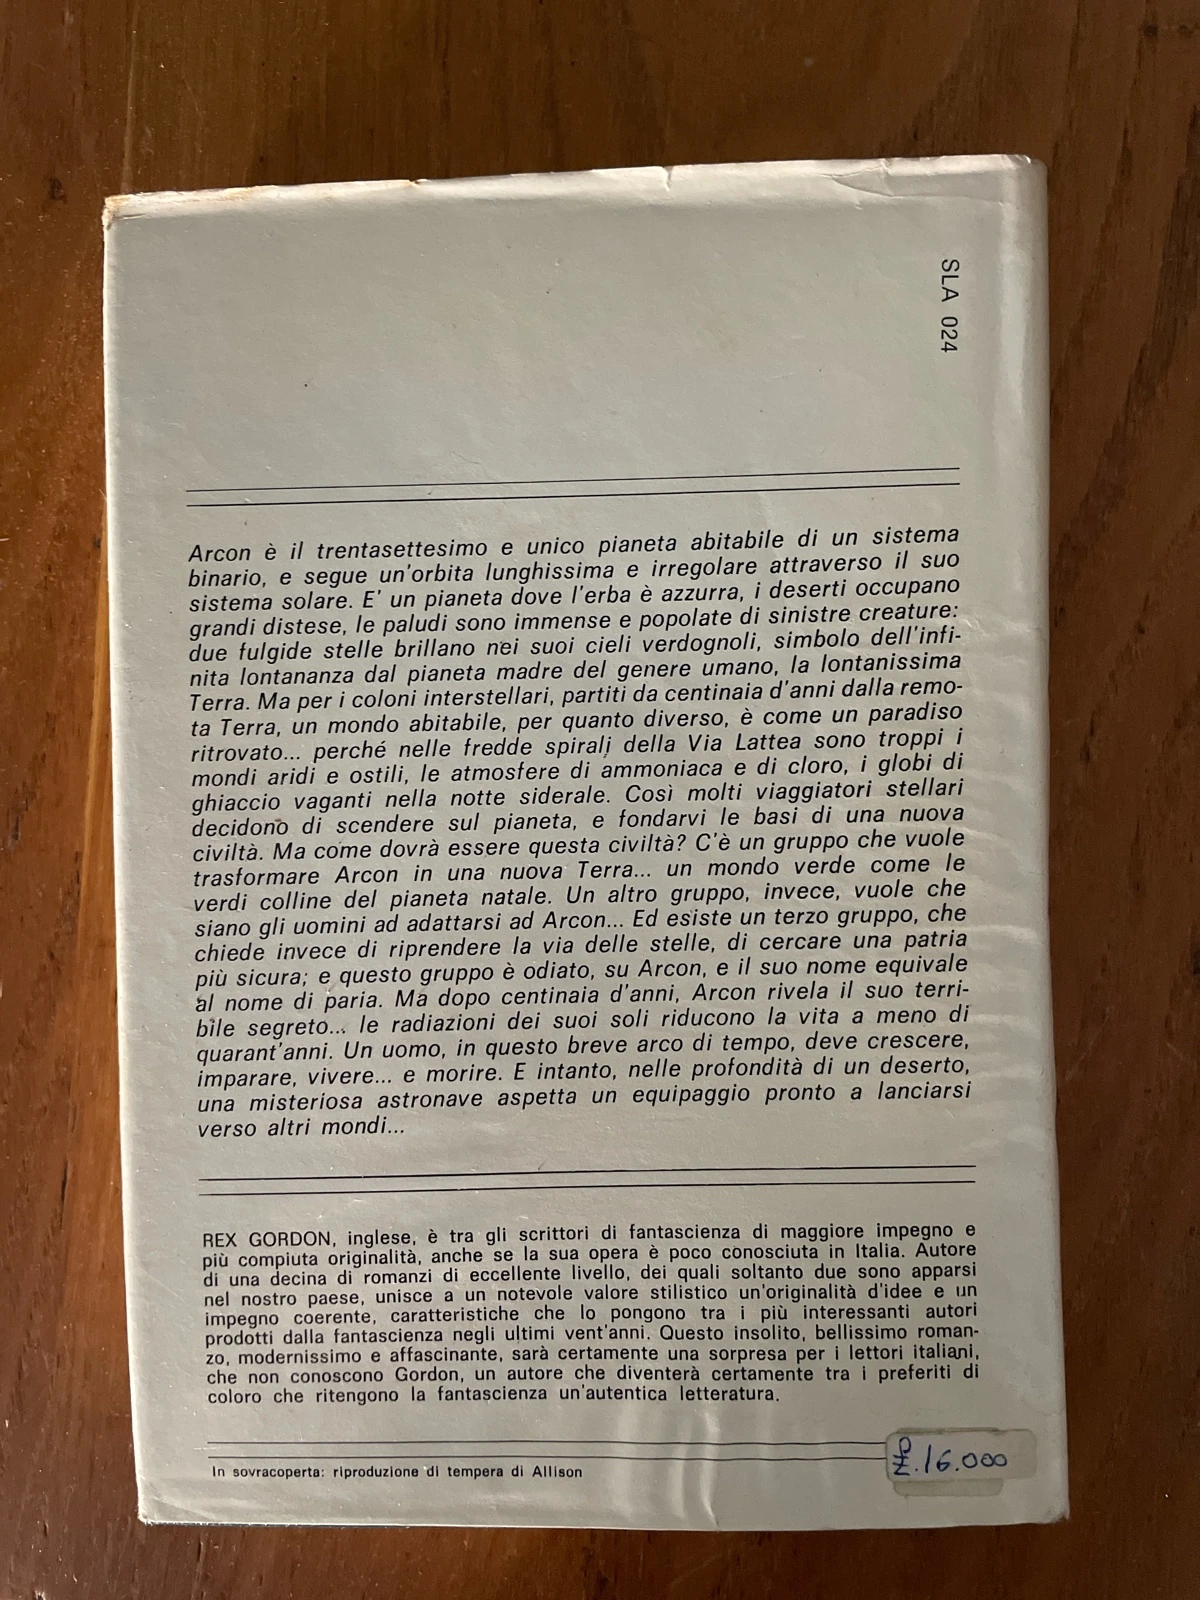 SLA 024
Arcon è il trentasettesimo e unico pianeta abitabile di un sistema
binario, e segue un'orbita lunghissima e irregolare attraverso il suo
sistema solare. E' un pianeta dove l'erba è azzurra, i deserti occupano
grandi distese, le paludi sono immense e popolate di sinistre creature:
due fulgide stelle brillano nei suoi cieli verdognoli, simbolo dell'infi-
nita lontananza dal pianeta madre del genere umano, la lontanissima
Terra. Ma per i coloni interstellari, partiti da centinaia d'anni dalla remo-
ta Terra, un mondo abitabile, per quanto diverso, è come un paradiso
ritrovato... perché nelle fredde spirali della Via Lattea sono troppi i
mondi aridi e ostili, le atmosfere di ammoniaca e di cloro, i globi di
ghiaccio vaganti nella notte siderale. Così molti viaggiatori stellari
decidono di scendere sul pianeta, e fondarvi le basi di una nuova
civiltà. Ma come dovrà essere questa civiltà? C'è un gruppo che vuole
trasformare Arcon in una nuova Terra... un mondo verde come le
verdi colline del pianeta natale. Un altro gruppo, invece, vuole che
siano gli uomini ad adattarsi ad Arcon... Ed esiste un terzo gruppo, che
chiede invece di riprendere la via delle stelle, di cercare una patria
più sicura; e questo gruppo è odiato, su Arcon, e il suo nome equivale
al nome di paria. Ma dopo centinaia d'anni, Arcon rivela il suo terri-
bile segreto... le radiazioni dei suoi soli riducono la vita a meno di
quarant'anni. Un uomo, in questo breve arco di tempo, deve crescere,
imparare, vivere... e morire. E intanto, nelle profondità di un deserto,
una misteriosa astronave aspetta un equipaggio pronto a lanciarsi
verso altri mondi...
REX GORDON, inglese, è tra gli scrittori di fantascienza di maggiore impegno e
più compiuta originalità, anche se la sua opera è poco conosciuta in Italia. Autore
di una decina di romanzi di eccellente livello, dei quali soltanto due sono apparsi
nel nostro paese, unisce a un notevole valore stilistico un'originalità d'idee e un
impegno coerente, caratteristiche che lo pongono tra i più interessanti autori
prodotti dalla fantascienza negli ultimi vent'anni. Questo insolito, bellissimo roman-
zo, modernissimo e affascinante, sarà certamente una sorpresa per i lettori italiani,
che non conoscono Gordon, un autore che diventerà certamente tra i preferiti di
coloro che ritengono la fantascienza un'autentica letteratura.
In sovracoperta: riproduzione di tempera di Allison
£.16.000